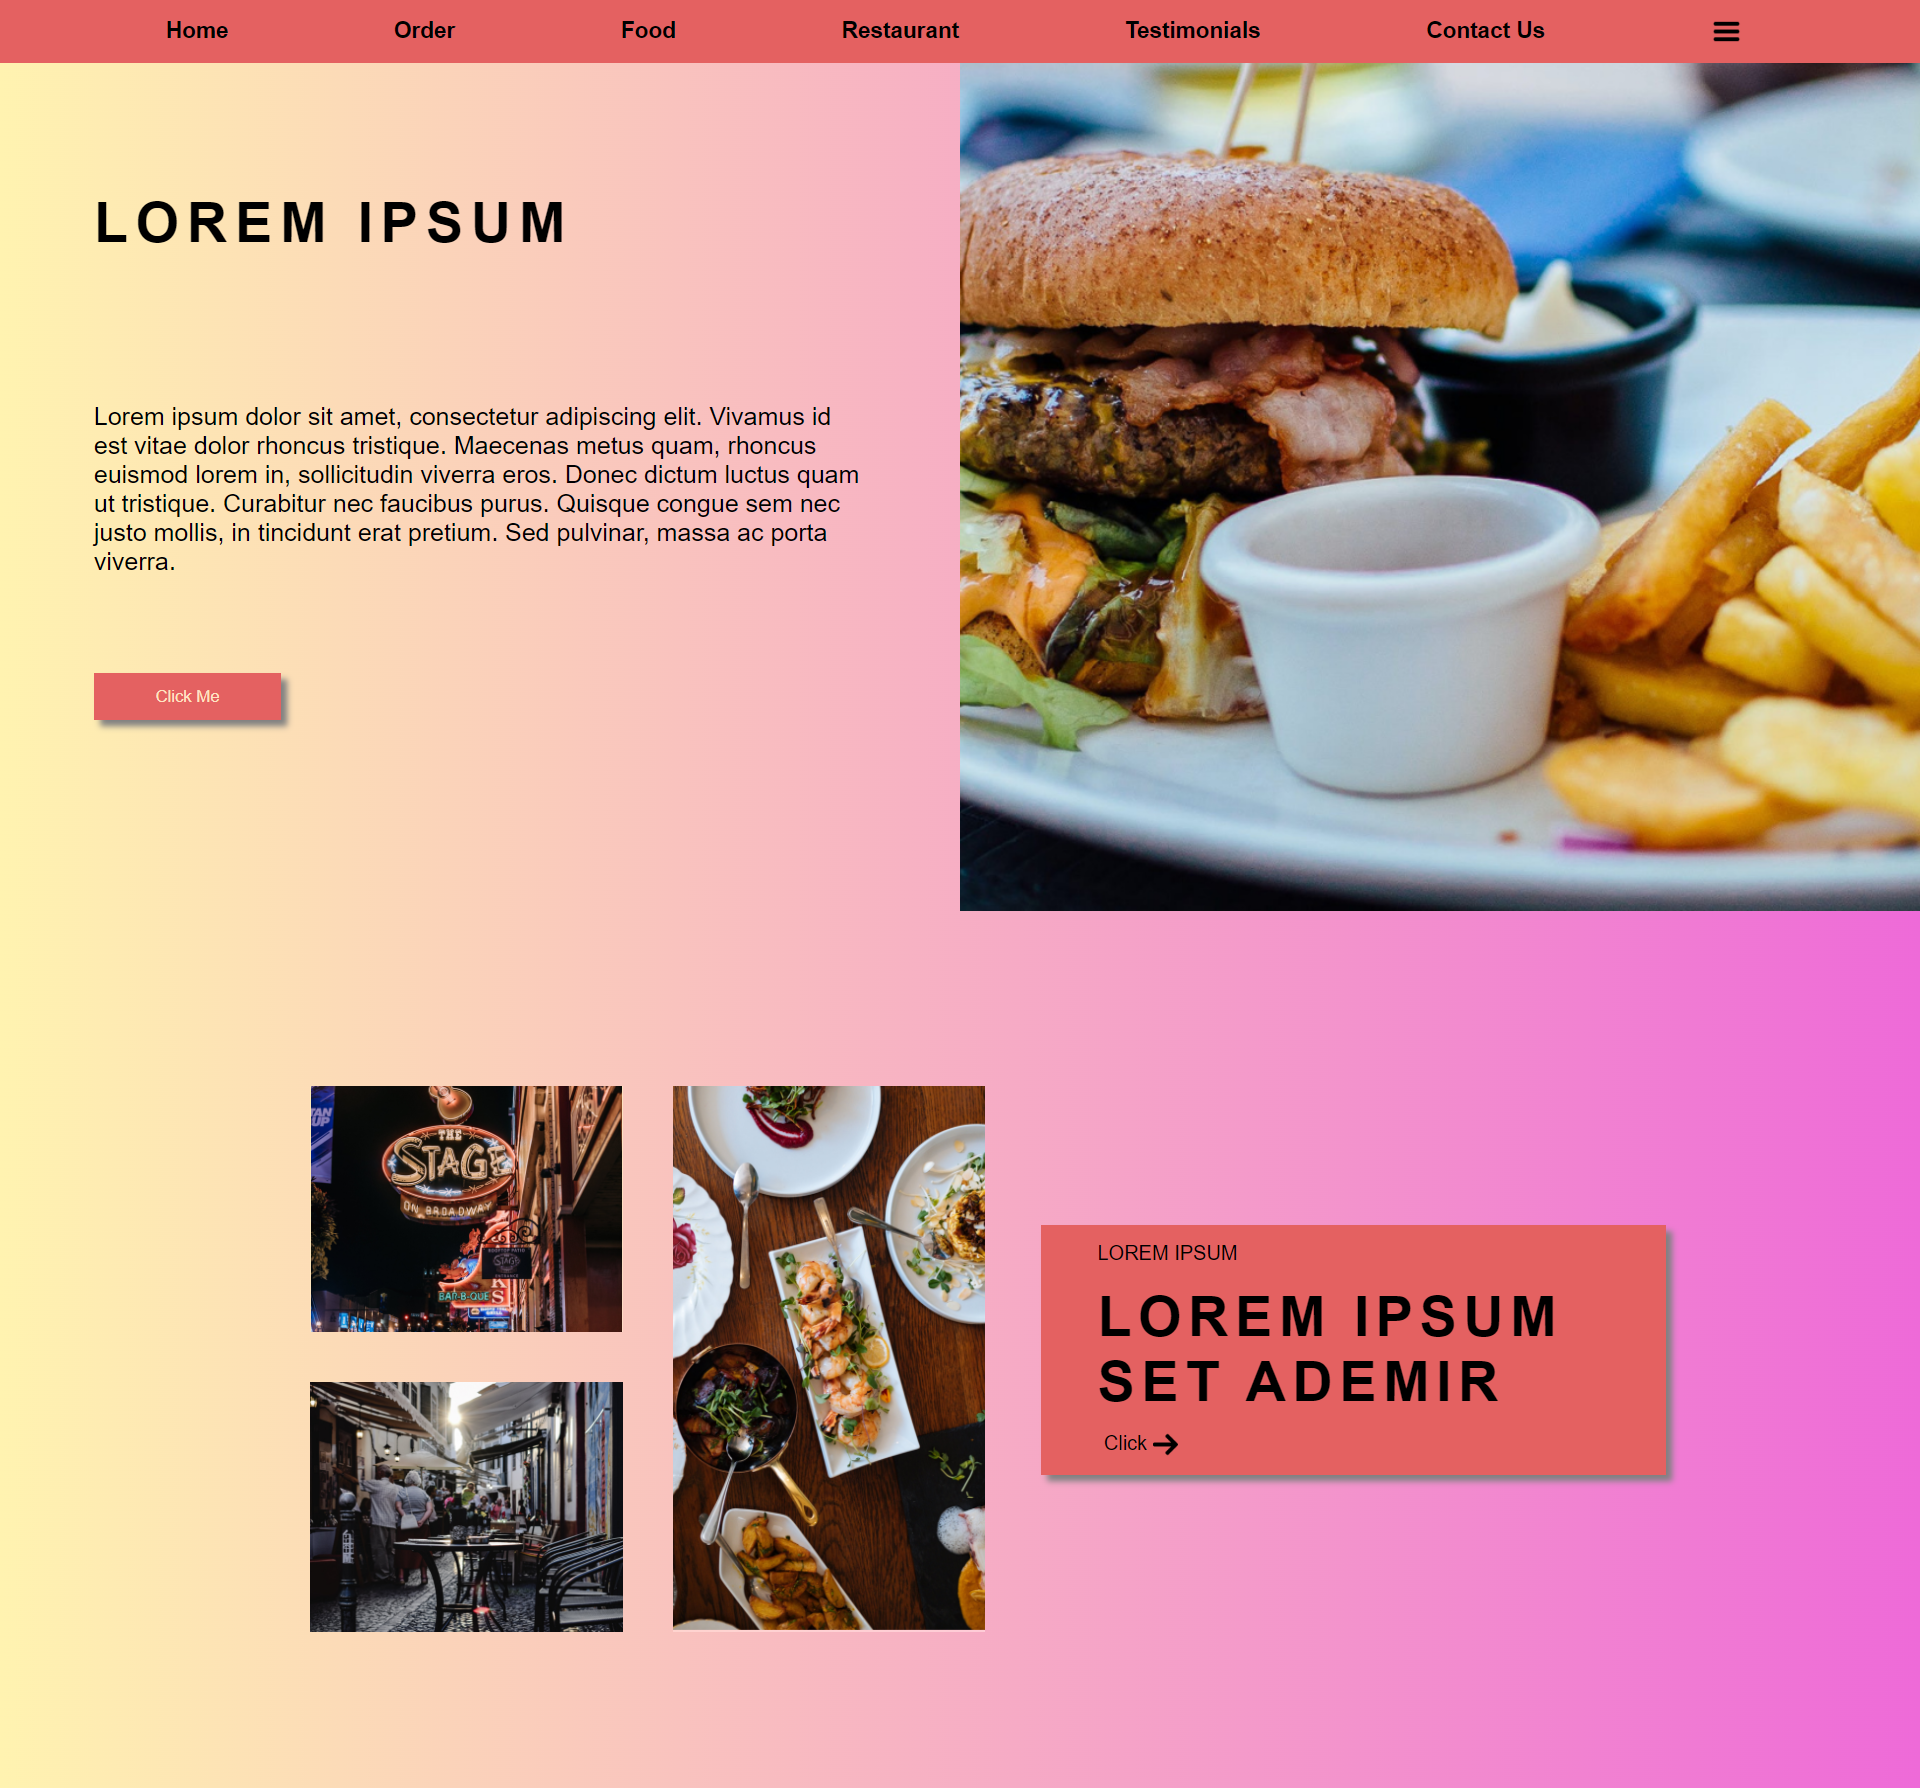 Home Order Food Restaurant Testimonials Contact Us
LOREM IPSUM
Lorem ipsum dolor sit amet, consectetur adipiscing elit. Vivamus id
est vitae dolor rhoncus tristique. Maecenas metus quam, rhoncus
euismod lorem in, sollicitudin viverra eros. Donec dictum luctus quam
ut tristique. Curabitur nec faucibus purus. Quisque congue sem nec
justo mollis, in tincidunt erat pretium. Sed pulvinar, massa ac porta
viverra.
Click Me
THE
STAGE
ON BROADWAY
STAGE
ENTRANCE
BAR-B-QUE
LOREM IPSUM
LOREM IPSUM
SET ADEMIR
Click